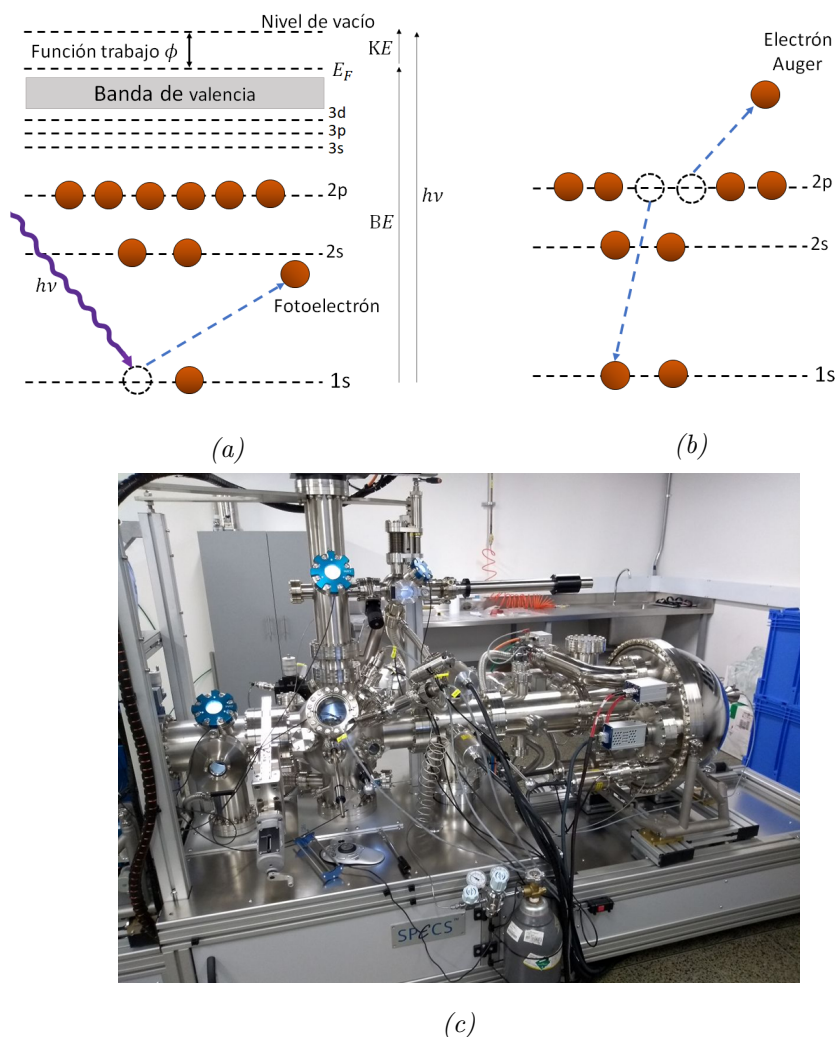 Nivel de vacío
Función trabajo ϕ
KE
E_F
Banda de valencia
3d
3p
3s
2p
hν
BE
2s
hν
Fotoelectrón
1s
(a)
Electrón
Auger
2p
2s
1s
(b)
SPECS™
(c)